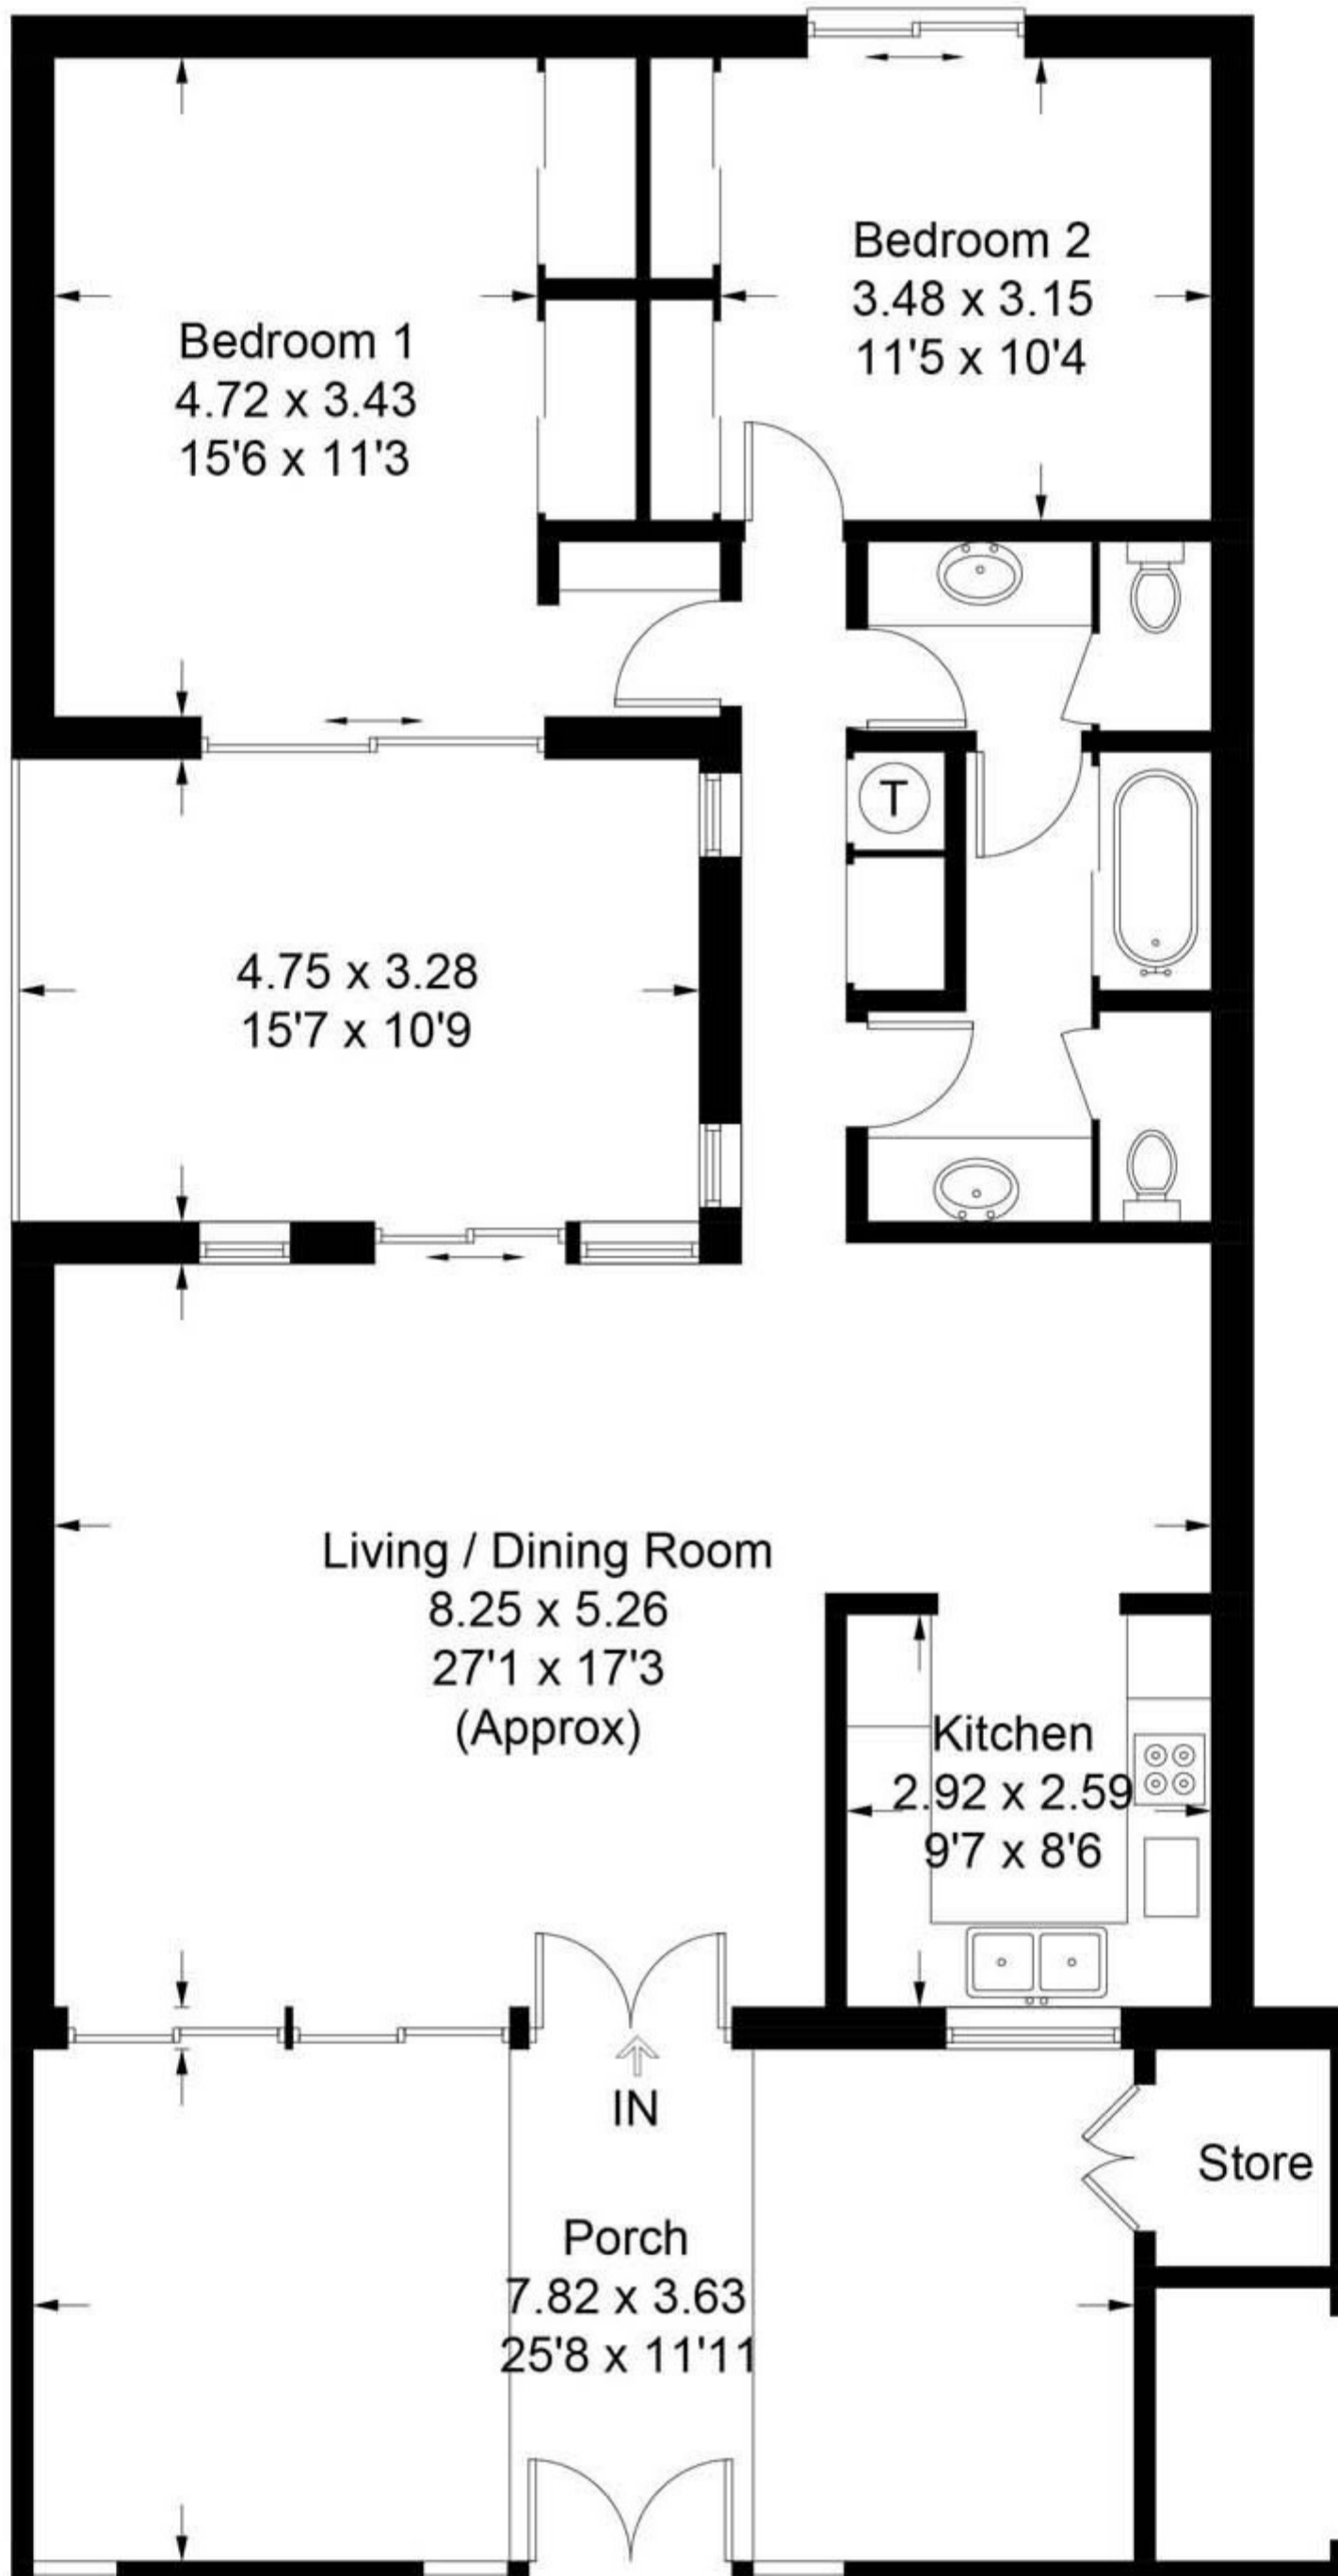 Bedroom 2
3.48 x 3.15
11'5 x 10'4
Bedroom 1
4.72 x 3.43
15'6 x 11'3
T
4.75 x 3.28
15'7 x 10'9
Living / Dining Room
8.25 x 5.26
27'1 x 17'3
(Approx)
Kitchen
2.92 x 2.59
9'7 x 8'6
IN
Store
Porch
7.82 x 3.63
25'8 x 11'11